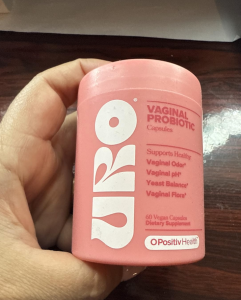 URO
VAGINAL
PROBIOTIC
Capsules
Supports Healthy
Vaginal Odor*
Vaginal pH*
Yeast Balance*
Vaginal Flora*
60 Vegan Capsules
Dietary Supplement
OPositiv Health